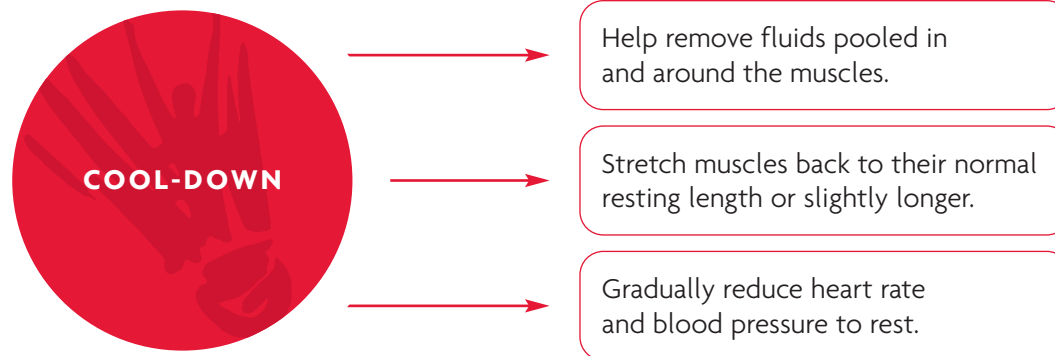 COOL-DOWN
Help remove fluids pooled in
and around the muscles.
Stretch muscles back to their normal
resting length or slightly longer.
Gradually reduce heart rate
and blood pressure to rest.